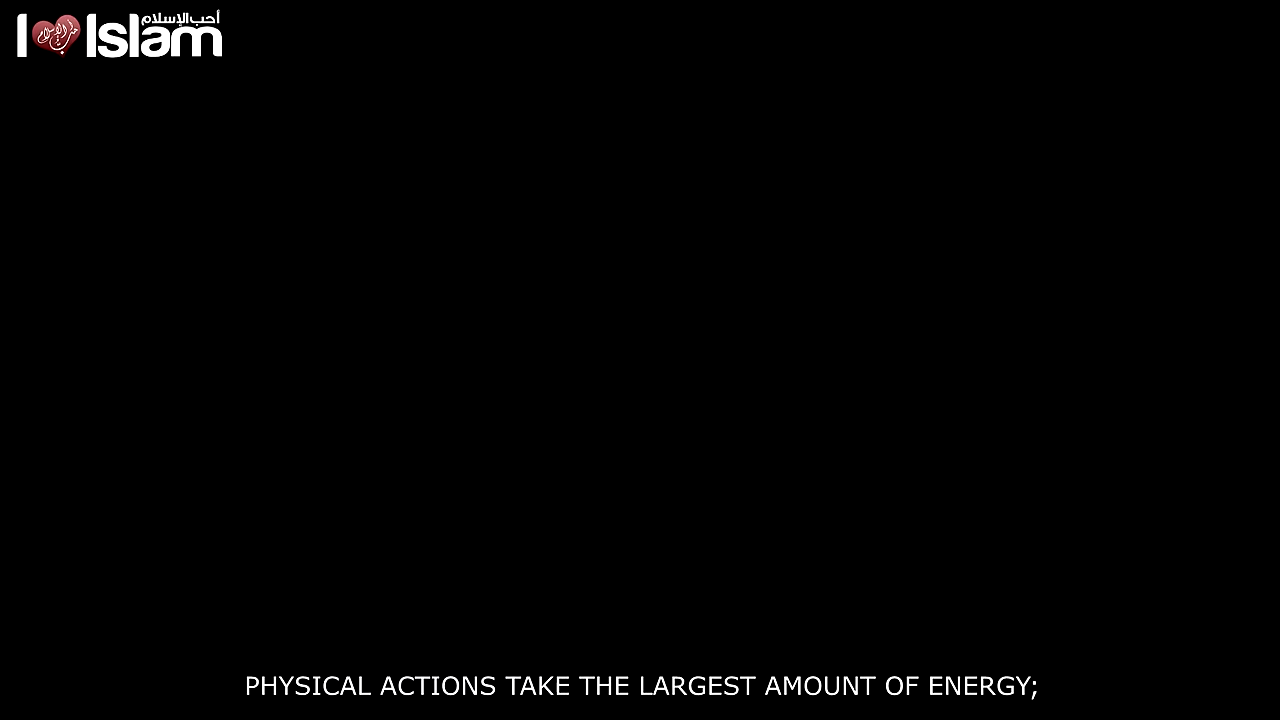 أحب الإسلام
I Islam
PHYSICAL ACTIONS TAKE THE LARGEST AMOUNT OF ENERGY;